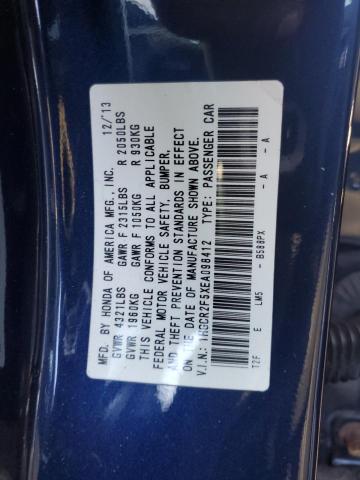 MFD. BY HONDA OF AMERICA MFG., INC. 12/'13
GVWR 4321LBS GAWR F 2315LBS R 2050LBS
GVWR 1960KG GAWR F 1050KG R 930KG
THIS VEHICLE CONFORMS TO ALL APPLICABLE
FEDERAL MOTOR VEHICLE SAFETY, BUMPER,
AND THEFT PREVENTION STANDARDS IN EFFECT
ON THE DATE OF MANUFACTURE SHOWN ABOVE.
V.I.N.: 1HGCR2F5XEA098412 TYPE: PASSENGER CAR
T2F E LM5 - B588PX - A - A